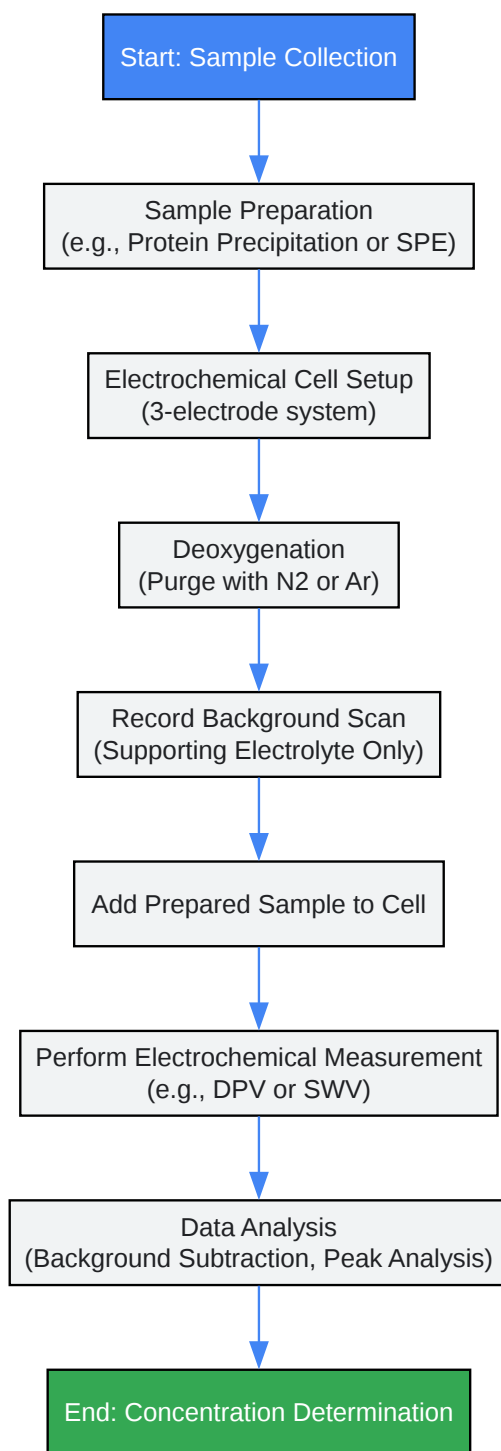 Start: Sample Collection
Sample Preparation
(e.g., Protein Precipitation or SPE)
Electrochemical Cell Setup
(3-electrode system)
Deoxygenation
(Purge with N2 or Ar)
Record Background Scan
(Supporting Electrolyte Only)
Add Prepared Sample to Cell
Perform Electrochemical Measurement
(e.g., DPV or SWV)
Data Analysis
(Background Subtraction, Peak Analysis)
End: Concentration Determination